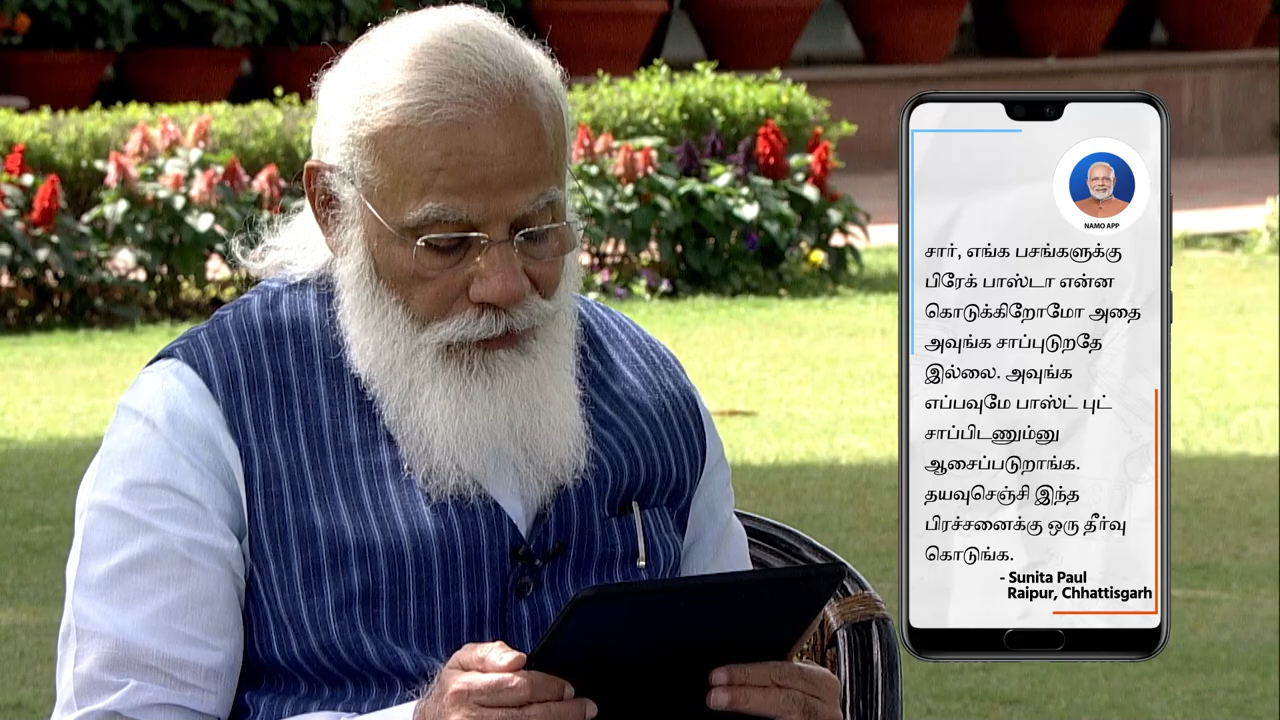 NAMO APP
சார், எங்க பசங்களுக்கு
பிரேக் பாஸ்டா என்ன
கொடுக்கிறோமோ அதை
அவுங்க சாப்புடுறதே
இல்லை. அவுங்க
எப்பவுமே பாஸ்ட் புட்
சாப்பிடணும்னு
ஆசைப்படுறாங்க.
தயவுசெஞ்சி இந்த
பிரச்சனைக்கு ஒரு தீர்வு
கொடுங்க.
- Sunita Paul
Raipur, Chhattisgarh